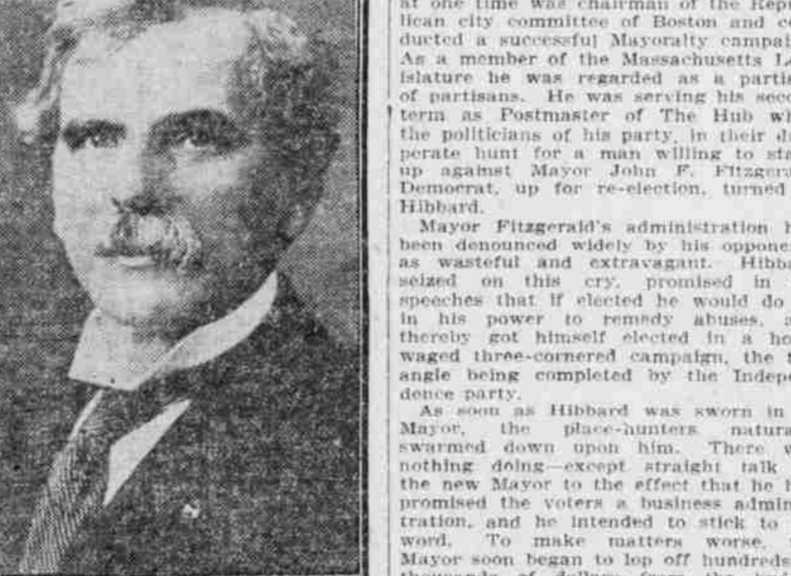 at one time was chairman of the Repu
lican city committee of Boston and co
ducted a successful Mayoralty campai
As a member of the Massachusetts Le
islature he was regarded as a partis
of partisans. He was serving his seco
term as Postmaster of The Hub wh
the politicians of his party, in their de
perate hunt for a man willing to sta
up against Mayor John F. Fitzgera
Democrat, up for re-election, turned
Hibbard.
Mayor Fitzgerald's administration h
been denounced widely by his oppone
as wasteful and extravagant. Hibba
seized on this cry, promised in
speeches that if elected he would do
in his power to remedy abuses, a
thereby got himself elected in a ho
waged three-cornered campaign, the t
angle being completed by the Indepe
dence party.
As soon as Hibbard was sworn in
Mayor, the place-hunters natura
swarmed down upon him. There w
nothing doing—except straight talk
the new Mayor to the effect that he h
promised the voters a business admin
tration, and he intended to stick to
word. To make matters worse,
Mayor soon began to lop off hundreds
thousands of dollars from the